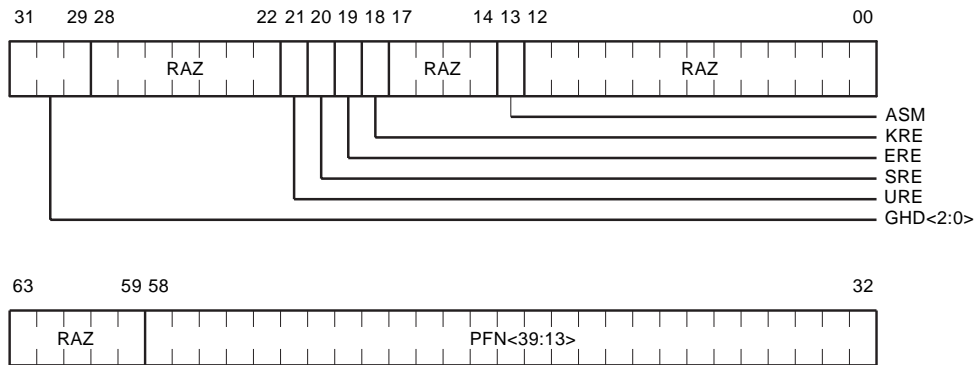 31 29 28 22 21 20 19 18 17 14 13 12 00
RAZ RAZ RAZ
ASM
KRE
ERE
SRE
URE
GHD<2:0>
63 59 58 32
RAZ PFN<39:13>